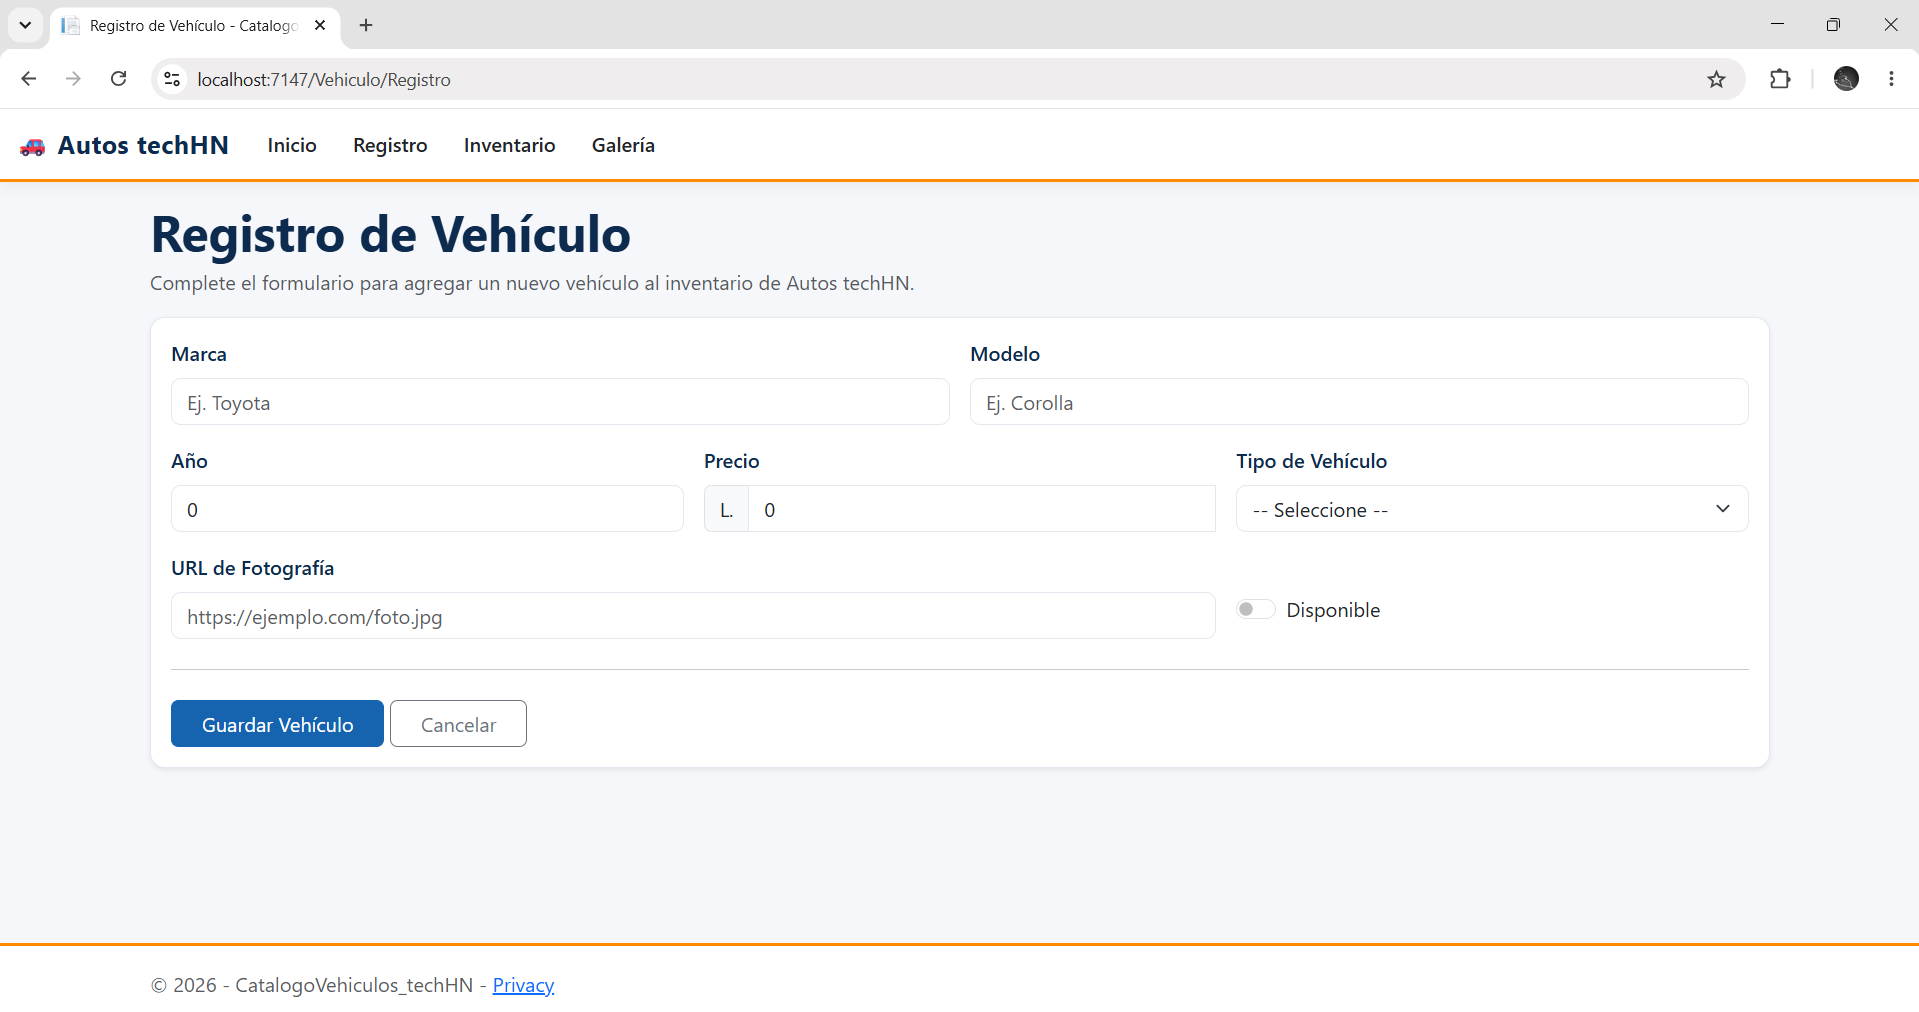 Registro de Vehículo - Catalogo
localhost:7147/Vehiculo/Registro
Autos techHN Inicio Registro Inventario Galería
Registro de Vehículo
Complete el formulario para agregar un nuevo vehículo al inventario de Autos techHN.
Marca Modelo
Ej. Toyota Ej. Corolla
Año Precio Tipo de Vehículo
0 L. 0 -- Seleccione --
URL de Fotografía
https://ejemplo.com/foto.jpg Disponible
Guardar Vehículo Cancelar
© 2026 - CatalogoVehiculos_techHN - Privacy